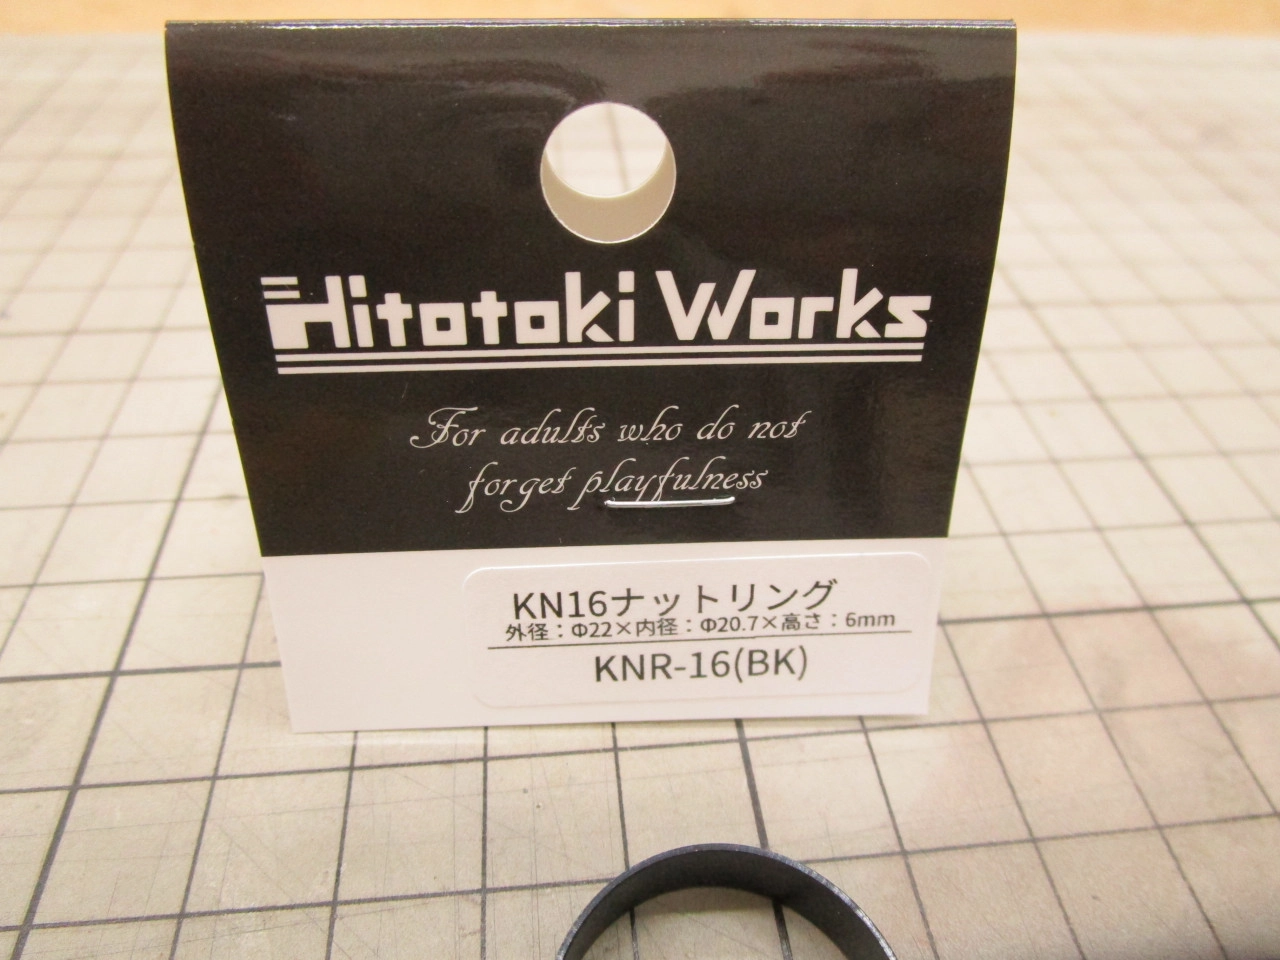 Hitotoki Works
For adults who do not
forget playfulness
KN16ナットリング
外径：Φ22×内径：Φ20.7×高さ：6mm
KNR-16(BK)